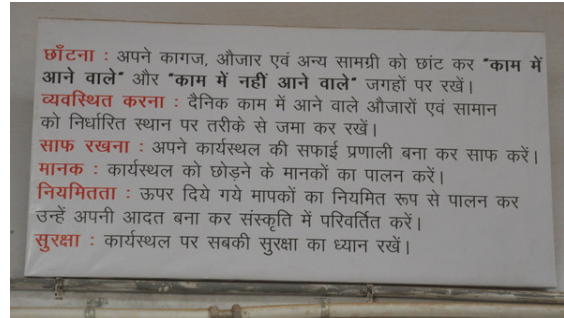 छाँटना : अपने कागज, औजार एवं अन्य सामग्री को छांट कर "काम में
आने वाले" और "काम में नहीं आने वाले" जगहों पर रखें।
व्यवस्थित करना : दैनिक काम में आने वाले औजारों एवं सामान
को निर्धारित स्थान पर तरीके से जमा कर रखें।
साफ रखना : अपने कार्यस्थल की सफाई प्रणाली बना कर साफ करें।
मानक : कार्यस्थल को छोड़ने के मानकों का पालन करें।
नियमितता : ऊपर दिये गये मापकों का नियमित रूप से पालन कर
उन्हें अपनी आदत बना कर संस्कृति में परिवर्तित करें।
सुरक्षा : कार्यस्थल पर सबकी सुरक्षा का ध्यान रखें।